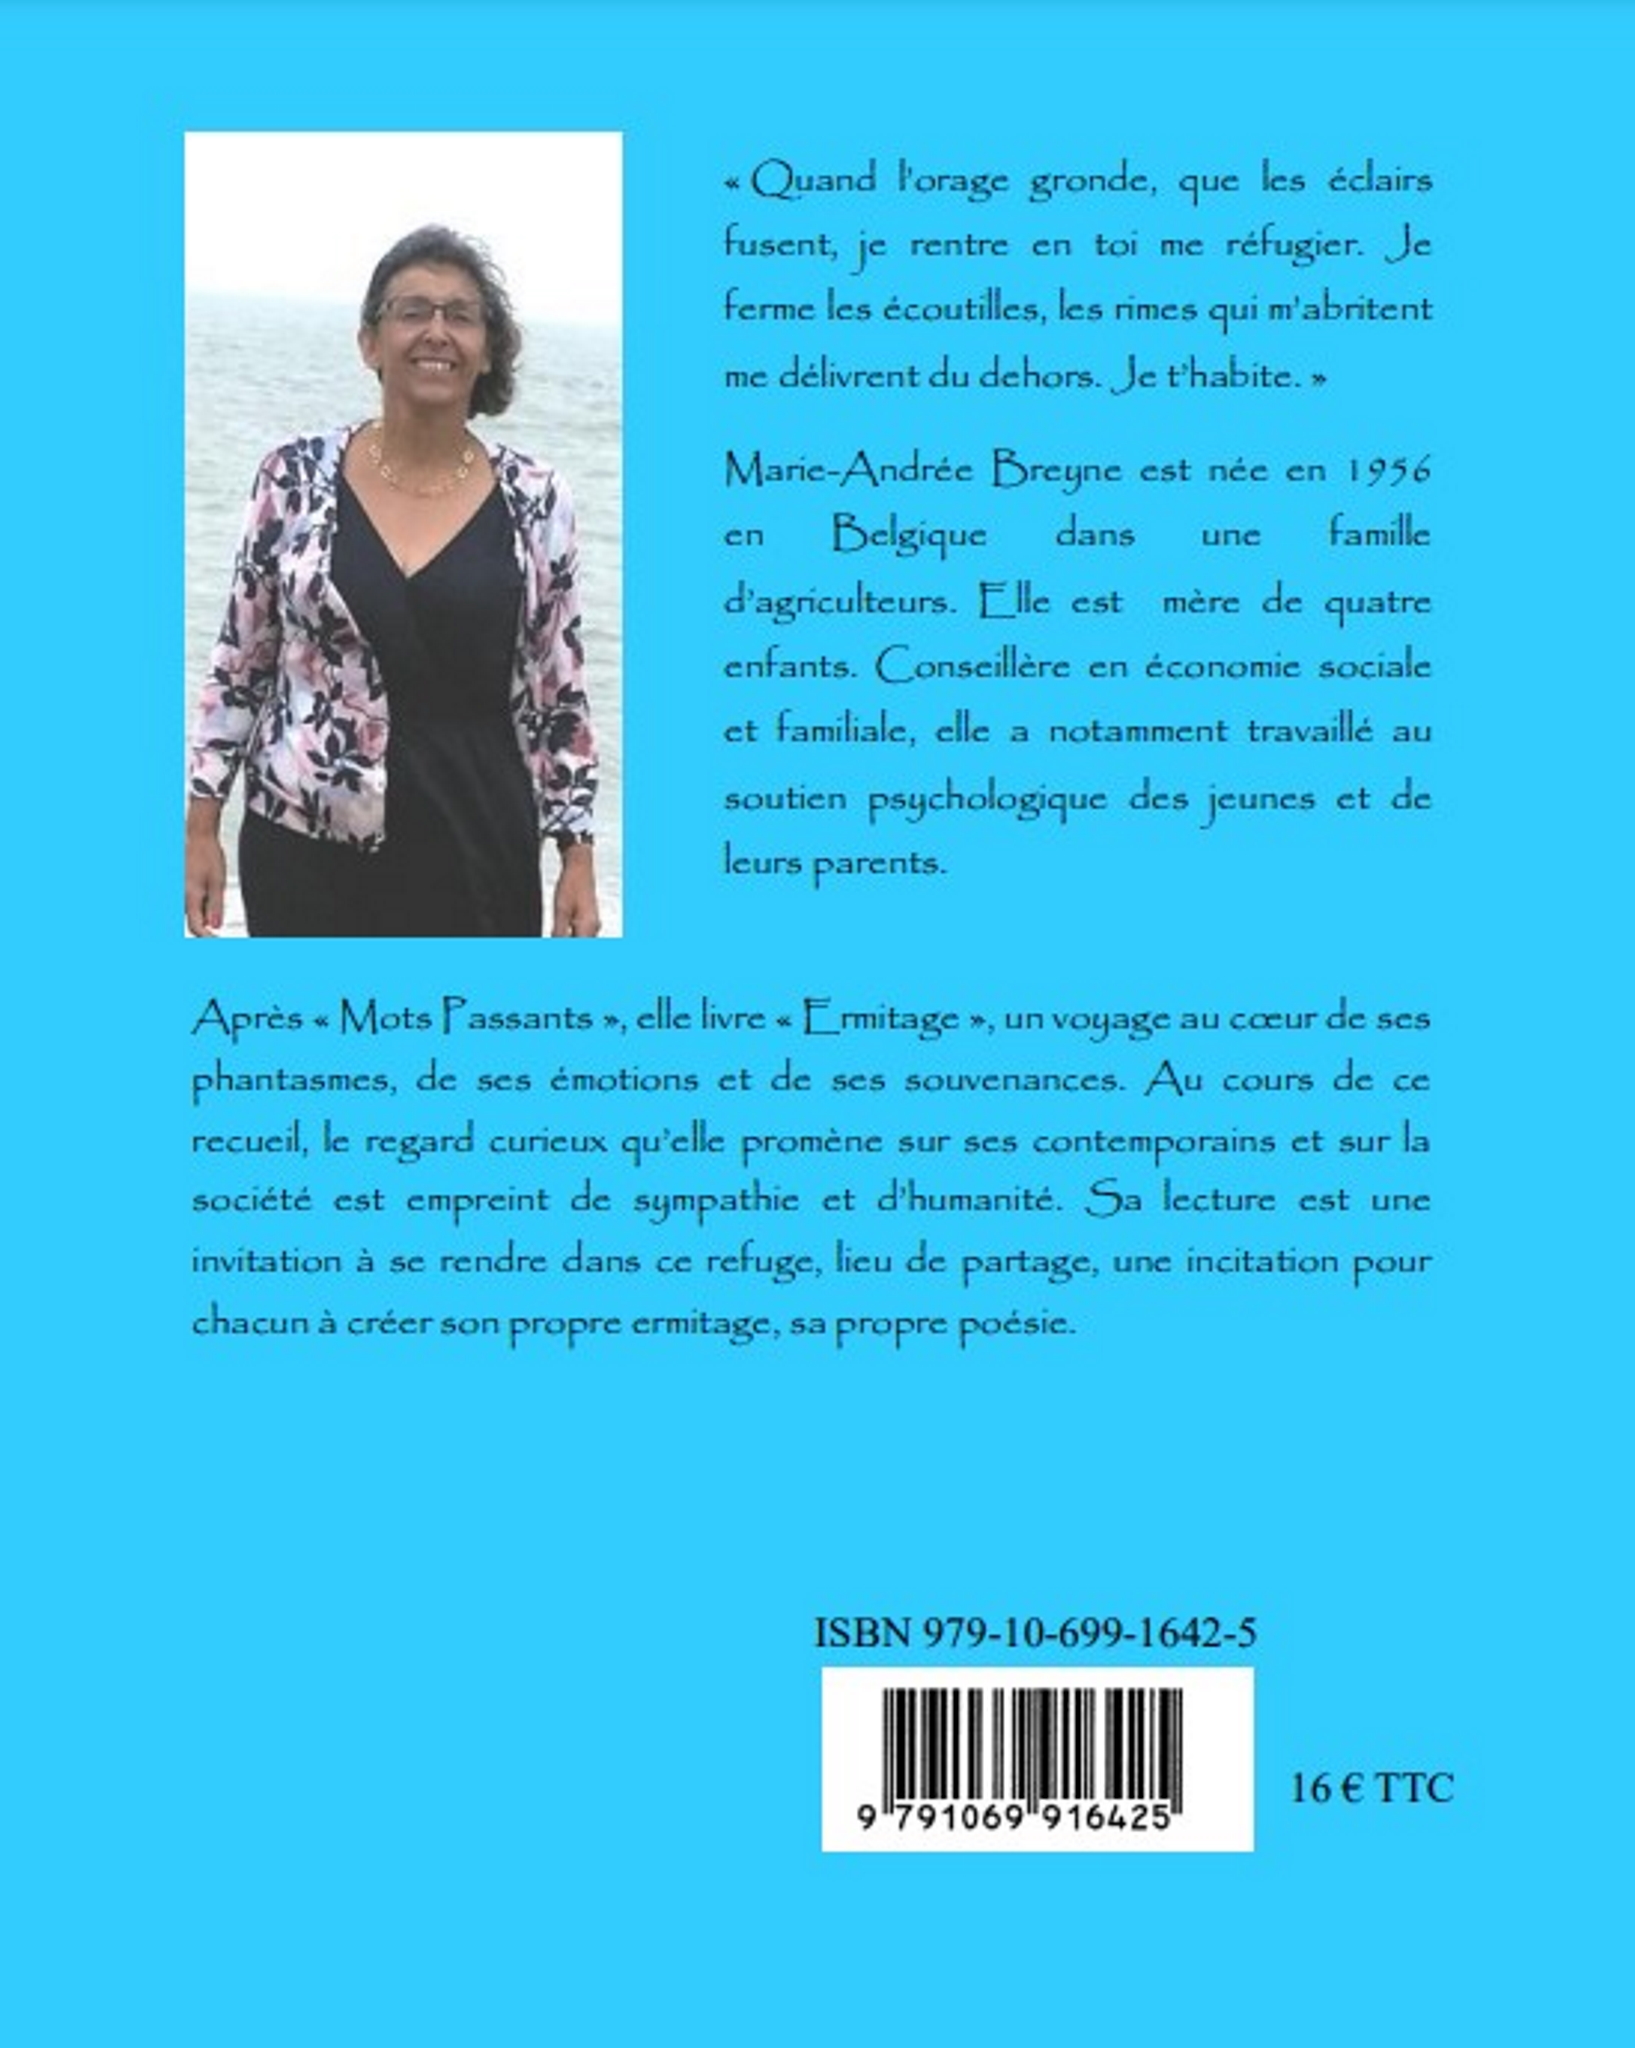 « Quand l'orage gronde, que les éclairs
fusent, je rentre en toi me réfugier. Je
ferme les écoutilles, les rimes qui m'abritent
me délivrent du dehors. Je t'habite. »
Marie-Andrée Breyne est née en 1956
en Belgique dans une famille
d'agriculteurs. Elle est mère de quatre
enfants. Conseillère en économie sociale
et familiale, elle a notamment travaillé au
soutien psychologique des jeunes et de
leurs parents.
Après « Mots Passants », elle livre « Ermitage », un voyage au cœur de ses
phantasmes, de ses émotions et de ses souvenances. Au cours de ce
recueil, le regard curieux qu'elle promène sur ses contemporains et sur la
société est empreint de sympathie et d'humanité. Sa lecture est une
invitation à se rendre dans ce refuge, lieu de partage, une incitation pour
chacun à créer son propre ermitage, sa propre poésie.
ISBN 979-10-699-1642-5
9 791069 916425
16 € TTC